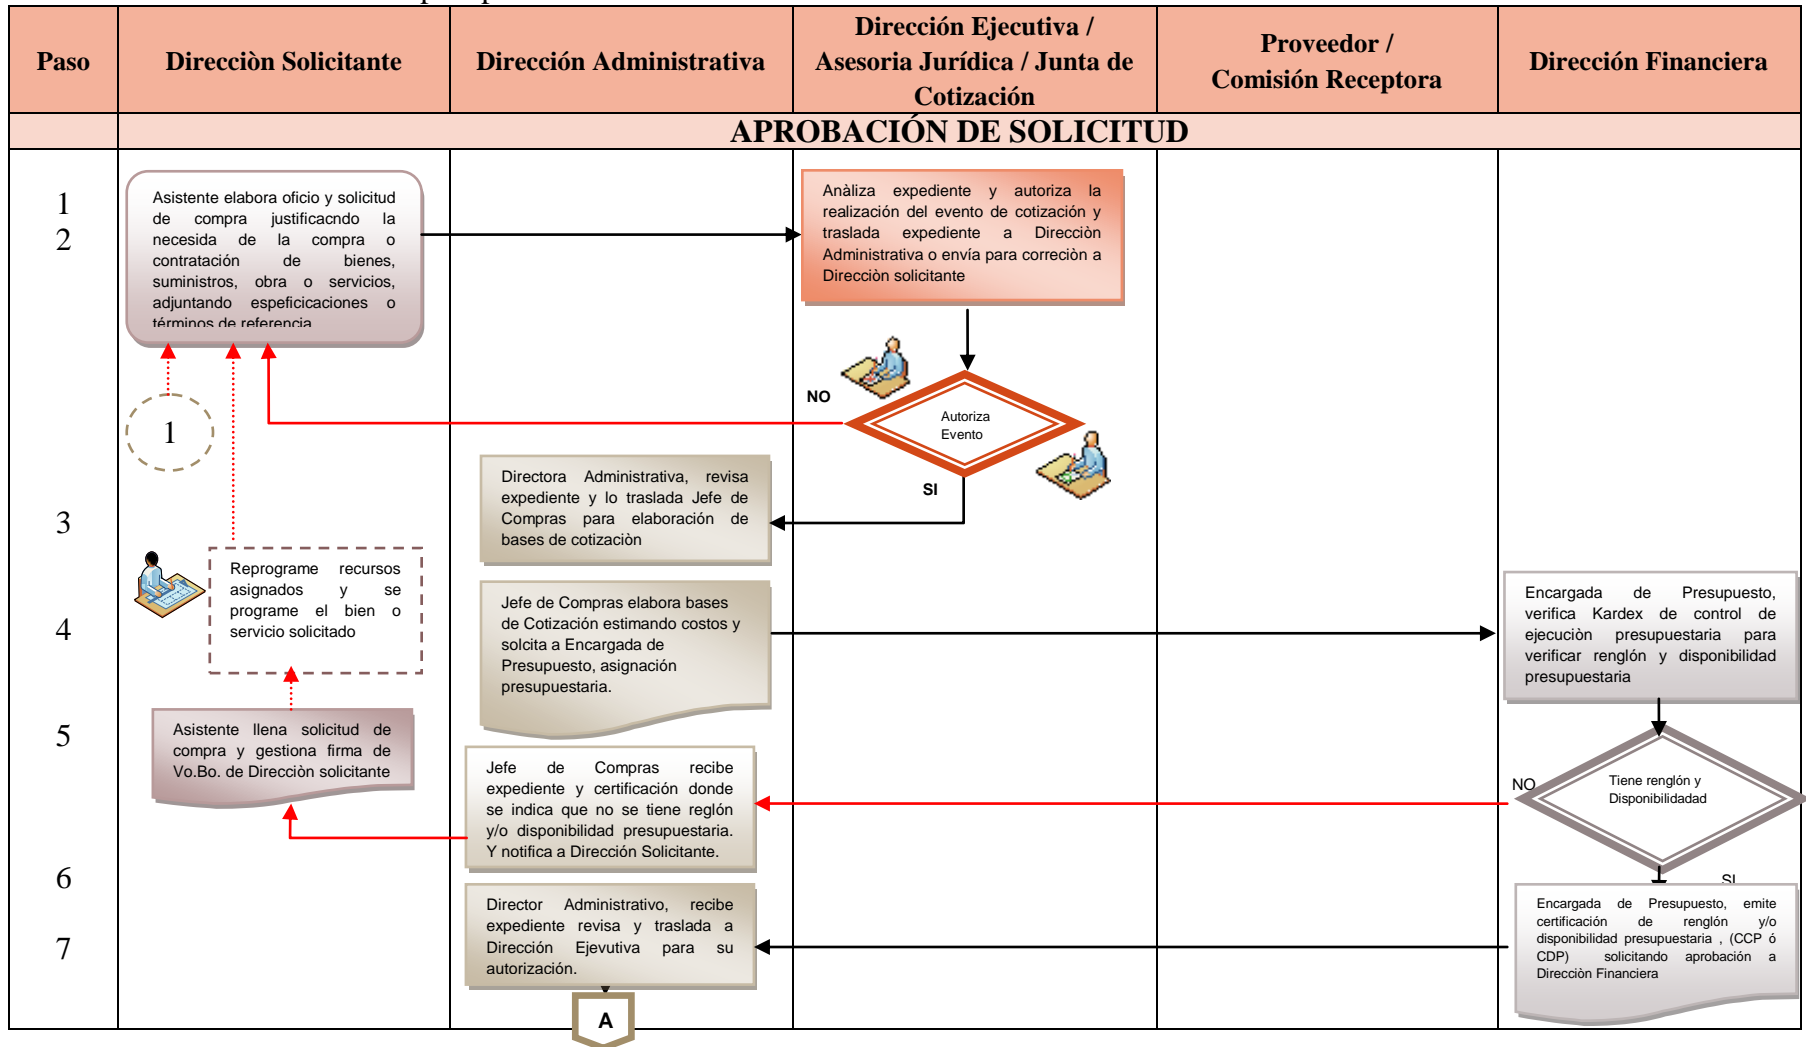 Paso
Direcciòn Solicitante
Dirección Administrativa
Dirección Ejecutiva /
Asesoria Jurídica / Junta de
Cotización
Proveedor /
Comisión Receptora
Dirección Financiera
APROBACIÓN DE SOLICITUD
1
2
Asistente elabora oficio y solicitud
de compra justificacndo la
necesida de la compra o
contratación de bienes,
suministros, obra o servicios,
adjuntando espeficicaciones o
términos de referencia
Anàliza expediente y autoriza la
realización del evento de cotización y
traslada expediente a Direcciòn
Administrativa o envía para correciòn a
Direcciòn solicitante
NO
Autoriza
Evento
SI
1
3
Directora Administrativa, revisa
expediente y lo traslada Jefe de
Compras para elaboración de
bases de cotizaciòn
Reprograme recursos
asignados y se
programe el bien o
servicio solicitado
4
Jefe de Compras elabora bases
de Cotización estimando costos y
solcita a Encargada de
Presupuesto, asignación
presupuestaria.
Encargada de Presupuesto,
verifica Kardex de control de
ejecuciòn presupuestaria para
verificar renglón y disponibilidad
presupuestaria
5
Asistente llena solicitud de
compra y gestiona firma de
Vo.Bo. de Direcciòn solicitante
Jefe de Compras recibe
expediente y certificación donde
se indica que no se tiene reglón
y/o disponibilidad presupuestaria.
Y notifica a Dirección Solicitante.
NO
Tiene renglón y
Disponibilidadad
SI
6
7
Director Administrativo, recibe
expediente revisa y traslada a
Dirección Ejevutiva para su
autorización.
Encargada de Presupuesto, emite
certificación de renglón y/o
disponibilidad presupuestaria , (CCP ó
CDP) solicitando aprobación a
Direcciòn Financiera
A